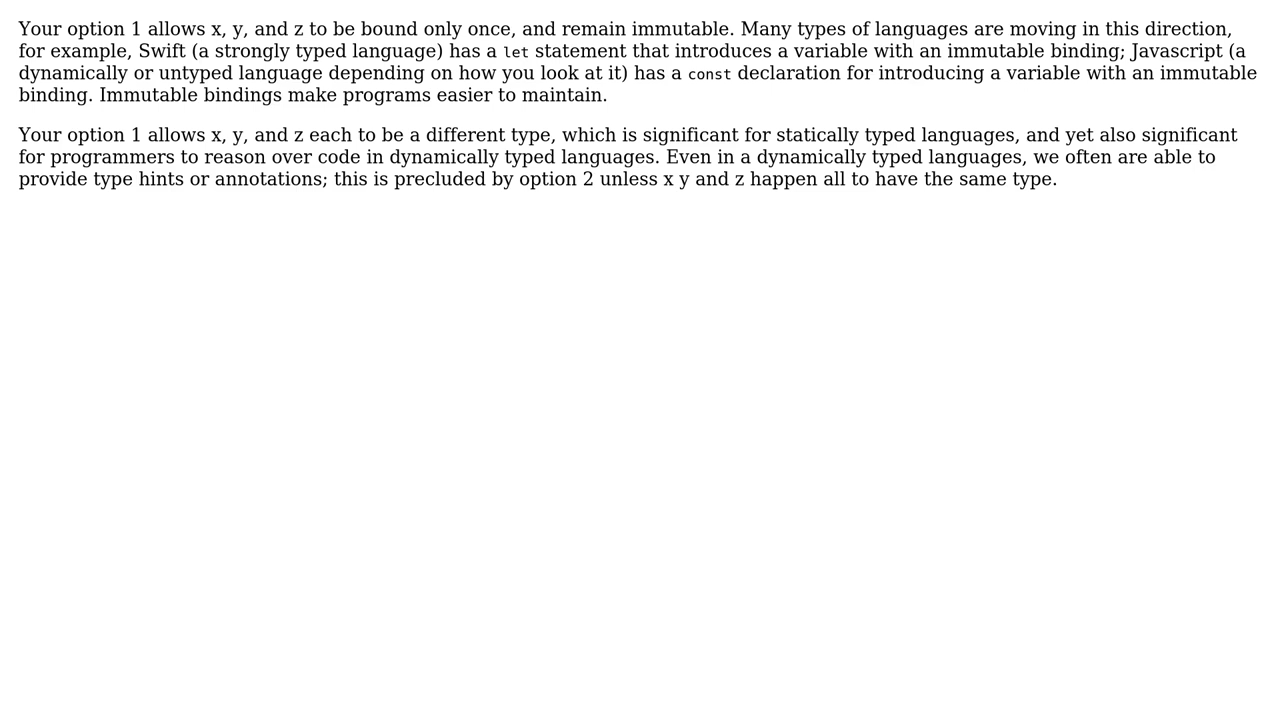 Your option 1 allows x, y, and z to be bound only once, and remain immutable. Many types of languages are moving in this direction,
for example, Swift (a strongly typed language) has a let statement that introduces a variable with an immutable binding; Javascript (a
dynamically or untyped language depending on how you look at it) has a const declaration for introducing a variable with an immutable
binding. Immutable bindings make programs easier to maintain.
Your option 1 allows x, y, and z each to be a different type, which is significant for statically typed languages, and yet also significant
for programmers to reason over code in dynamically typed languages. Even in a dynamically typed languages, we often are able to
provide type hints or annotations; this is precluded by option 2 unless x y and z happen all to have the same type.